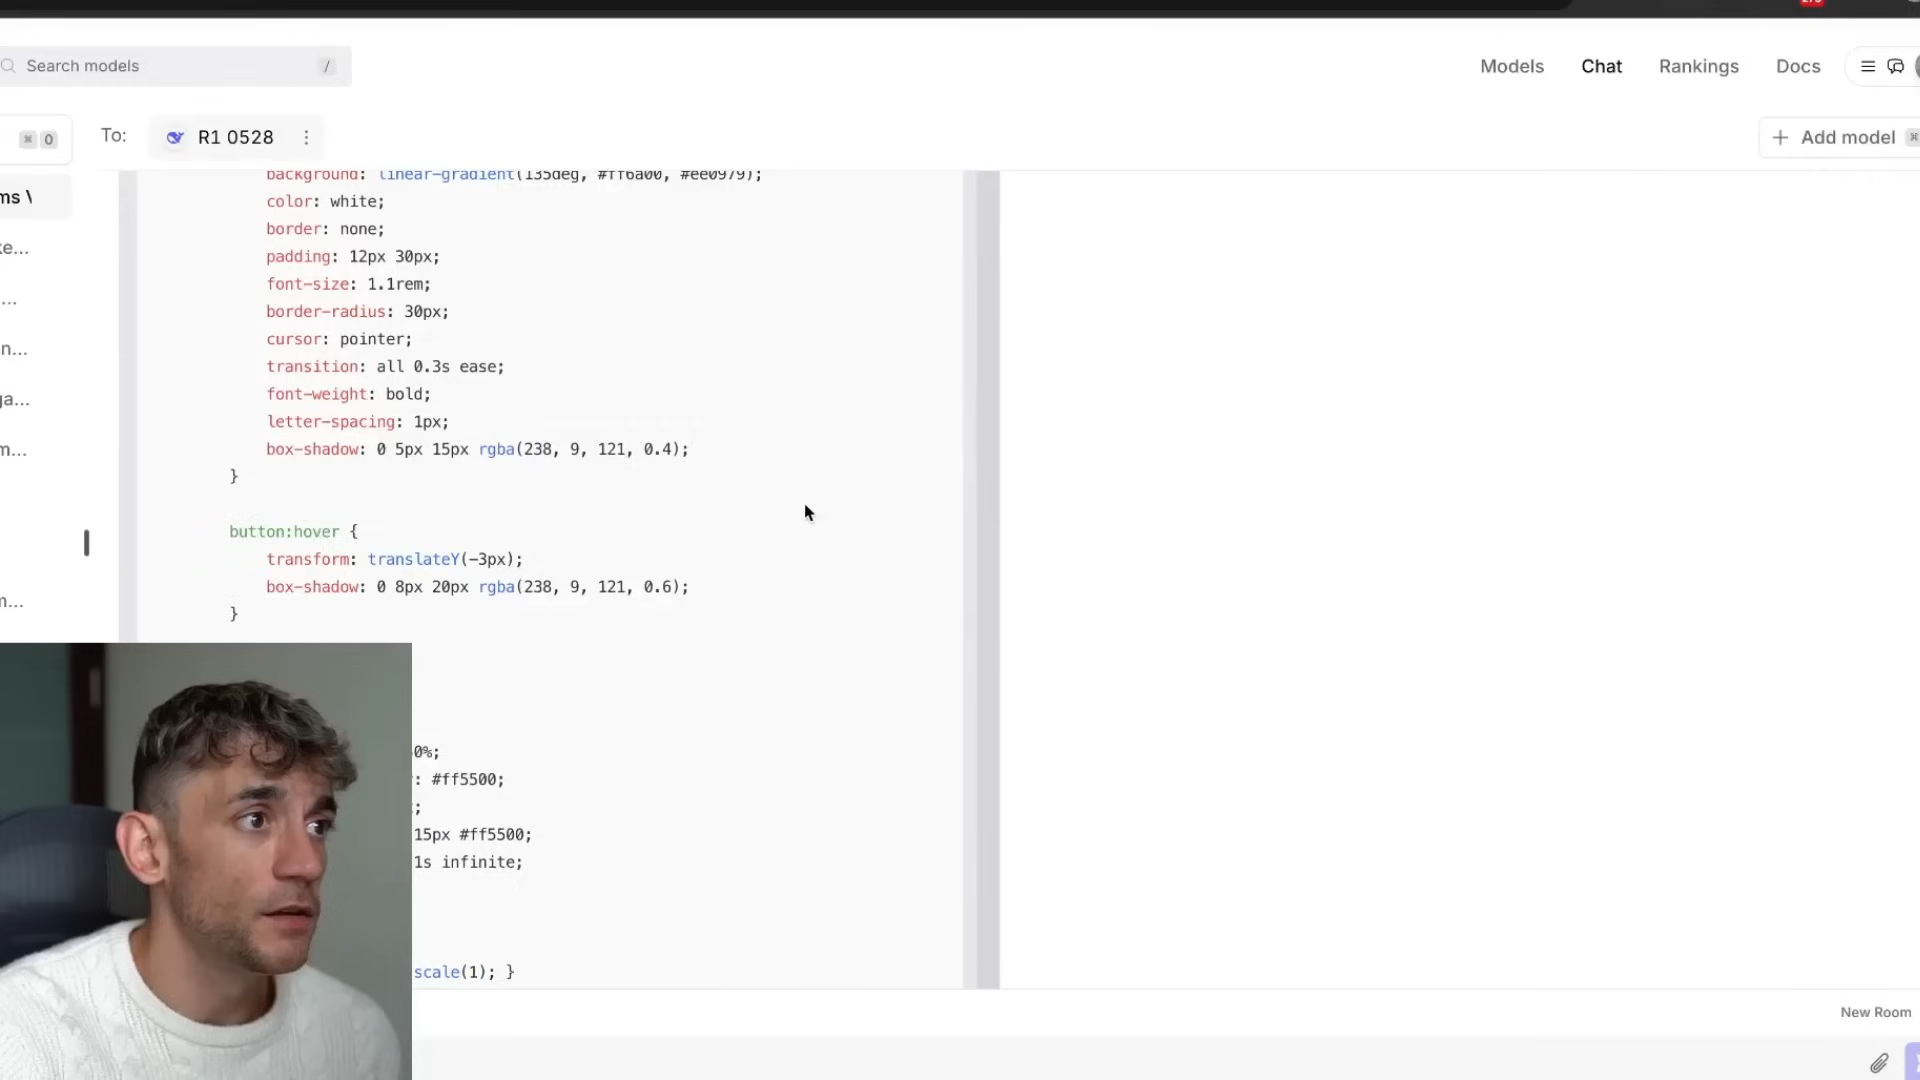 Search models /
Models Chat Rankings Docs
⌘ 0
To: R1 0528
+ Add model ⌘
background: linear-gradient(135deg, #ff6a00, #ee0979);
ms \
color: white;
border: none;
ke...
padding: 12px 30px;
font-size: 1.1rem;
...
border-radius: 30px;
cursor: pointer;
n...
transition: all 0.3s ease;
font-weight: bold;
ga...
letter-spacing: 1px;
box-shadow: 0 5px 15px rgba(238, 9, 121, 0.4);
m...
}
button:hover {
transform: translateY(-3px);
box-shadow: 0 8px 20px rgba(238, 9, 121, 0.6);
m...
}
0%;
: #ff5500;
;
15px #ff5500;
1s infinite;
scale(1); }
New Room